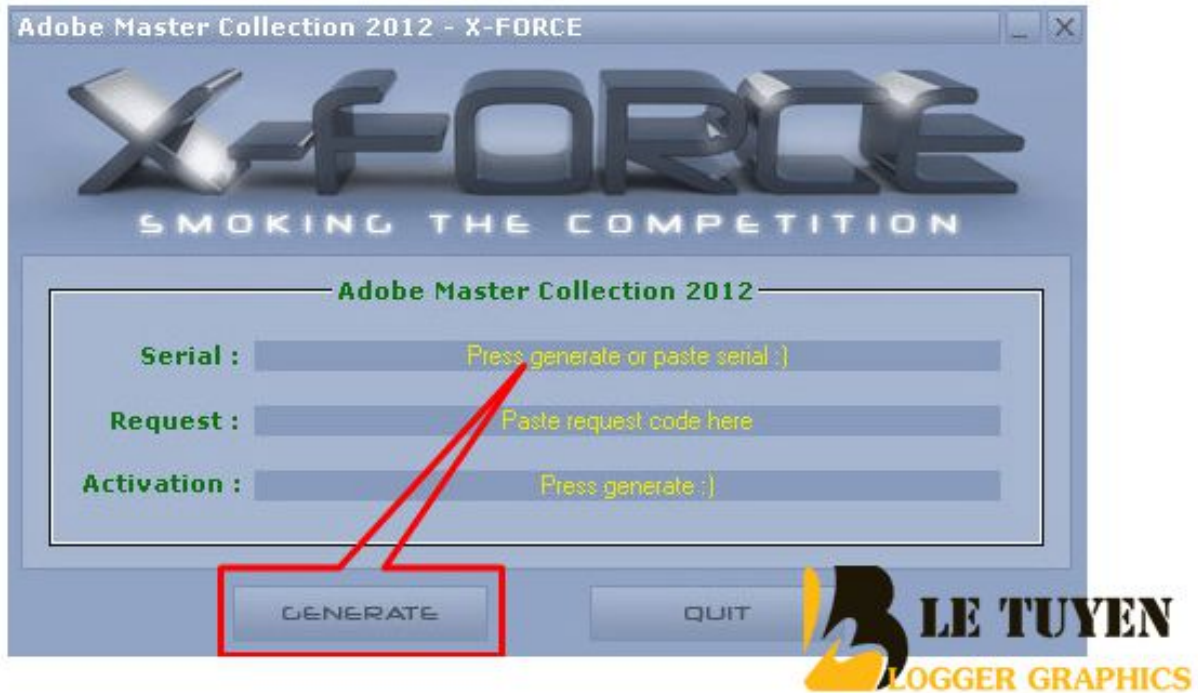 Adobe Master Collection 2012 - X-FORCE
X-FORCE
SMOKING THE COMPETITION
Adobe Master Collection 2012
Serial : Press generate or paste serial :)
Request : Paste request code here
Activation : Press generate :)
GENERATE QUIT
LE TUYEN
LOGGER GRAPHICS